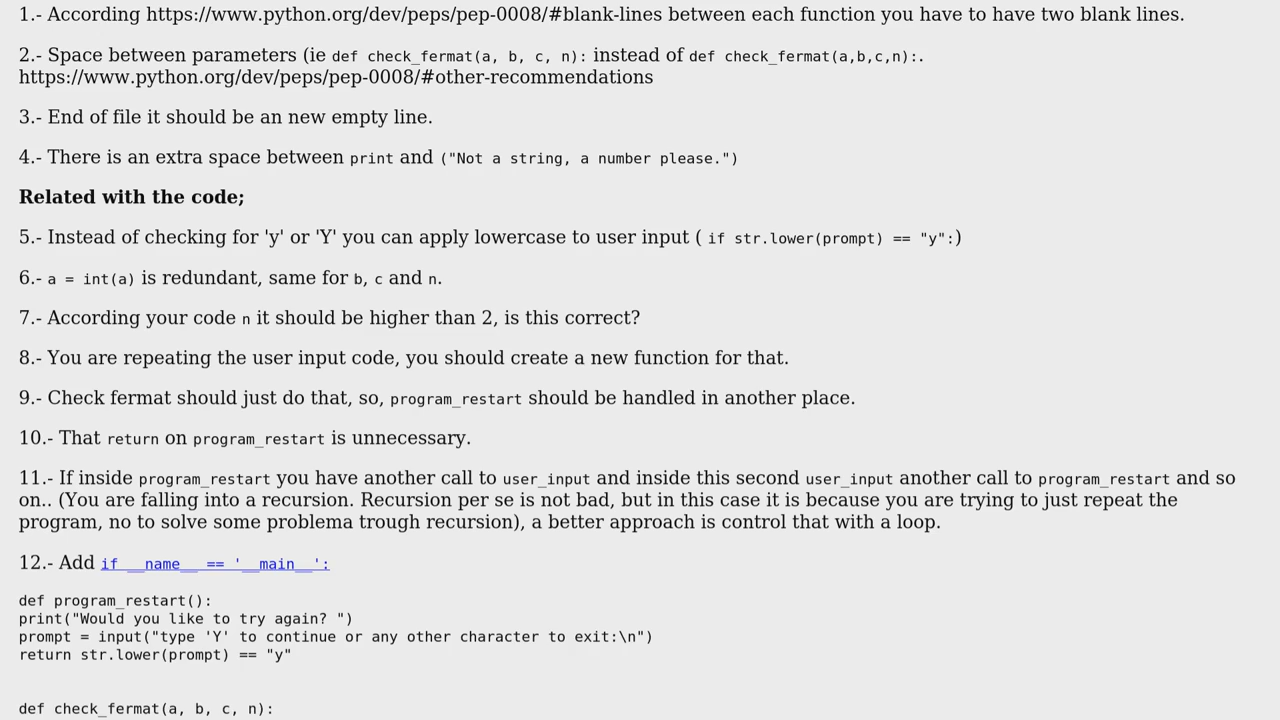 1.- According https://www.python.org/dev/peps/pep-0008/#blank-lines between each function you have to have two blank lines.
2.- Space between parameters (ie def check_fermat(a, b, c, n): instead of def check_fermat(a,b,c,n):.
https://www.python.org/dev/peps/pep-0008/#other-recommendations
3.- End of file it should be an new empty line.
4.- There is an extra space between print and ("Not a string, a number please.")
Related with the code;
5.- Instead of checking for 'y' or 'Y' you can apply lowercase to user input ( if str.lower(prompt) == "y":)
6.- a = int(a) is redundant, same for b, c and n.
7.- According your code n it should be higher than 2, is this correct?
8.- You are repeating the user input code, you should create a new function for that.
9.- Check fermat should just do that, so, program_restart should be handled in another place.
10.- That return on program_restart is unnecessary.
11.- If inside program_restart you have another call to user_input and inside this second user_input another call to program_restart and so
on.. (You are falling into a recursion. Recursion per se is not bad, but in this case it is because you are trying to just repeat the
program, no to solve some problema trough recursion), a better approach is control that with a loop.
12.- Add if __name__ == '__main__':
def program_restart():
print("Would you like to try again? ")
prompt = input("type 'Y' to continue or any other character to exit:\n")
return str.lower(prompt) == "y"
def check_fermat(a, b, c, n):